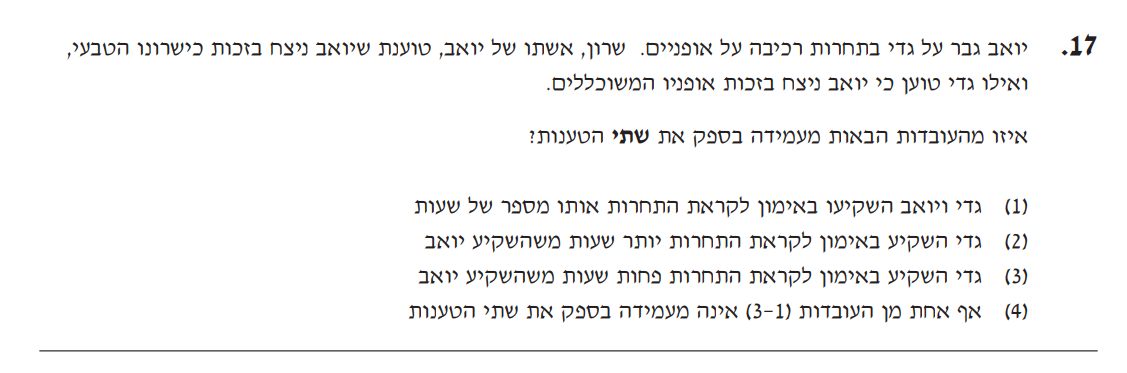 17. יואב גבר על גדי בתחרות רכיבה על אופניים. שרון, אשתו של יואב, טוענת שיואב ניצח בזכות כישרונו הטבעי,
ואילו גדי טוען כי יואב ניצח בזכות אופניו המשוכללים.
איזו מהעובדות הבאות מעמידה בספק את שתי הטענות?
(1) גדי ויואב השקיעו באימון לקראת התחרות אותו מספר של שעות
(2) גדי השקיע באימון לקראת התחרות יותר שעות משהשקיע יואב
(3) גדי השקיע באימון לקראת התחרות פחות שעות משהשקיע יואב
(4) אף אחת מן העובדות (1-3) אינה מעמידה בספק את שתי הטענות